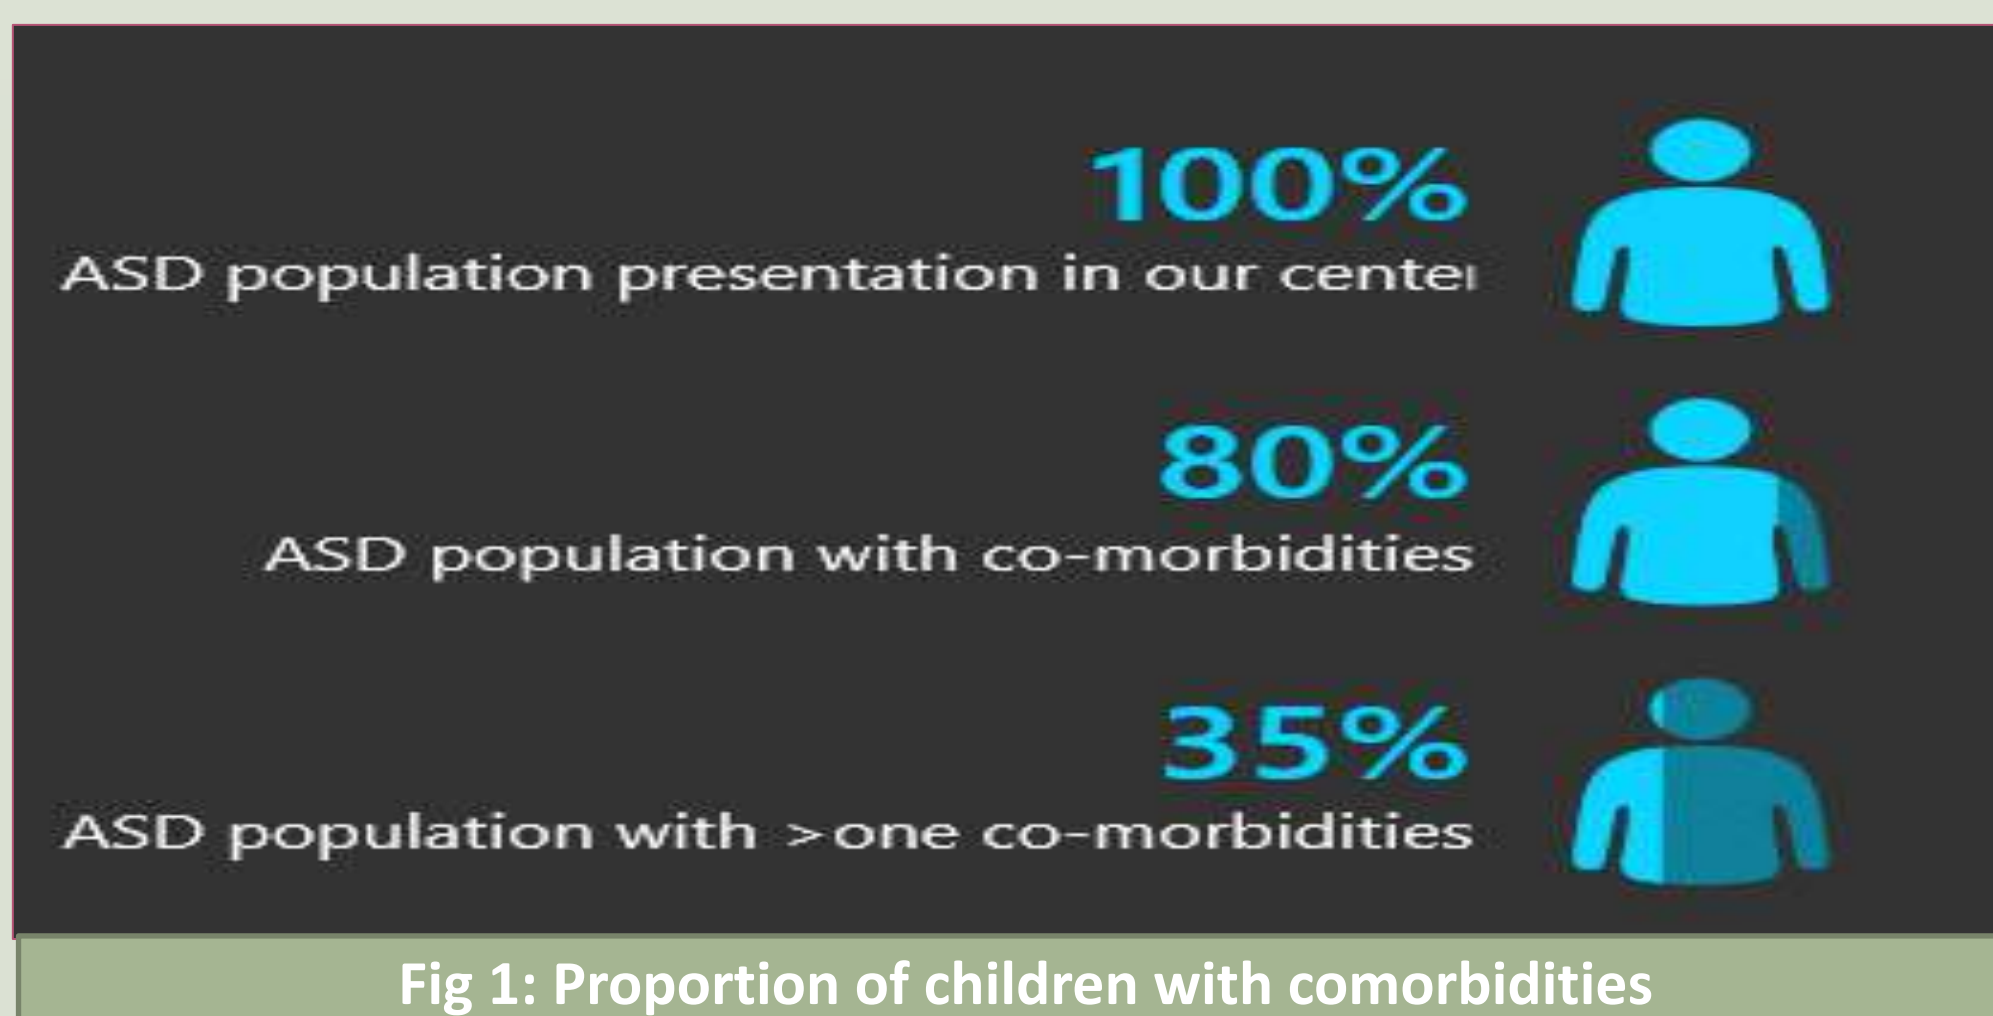 100%
ASD population presentation in our center
80%
ASD population with co-morbidities
35%
ASD population with >one co-morbidities
Fig 1: Proportion of children with comorbidities